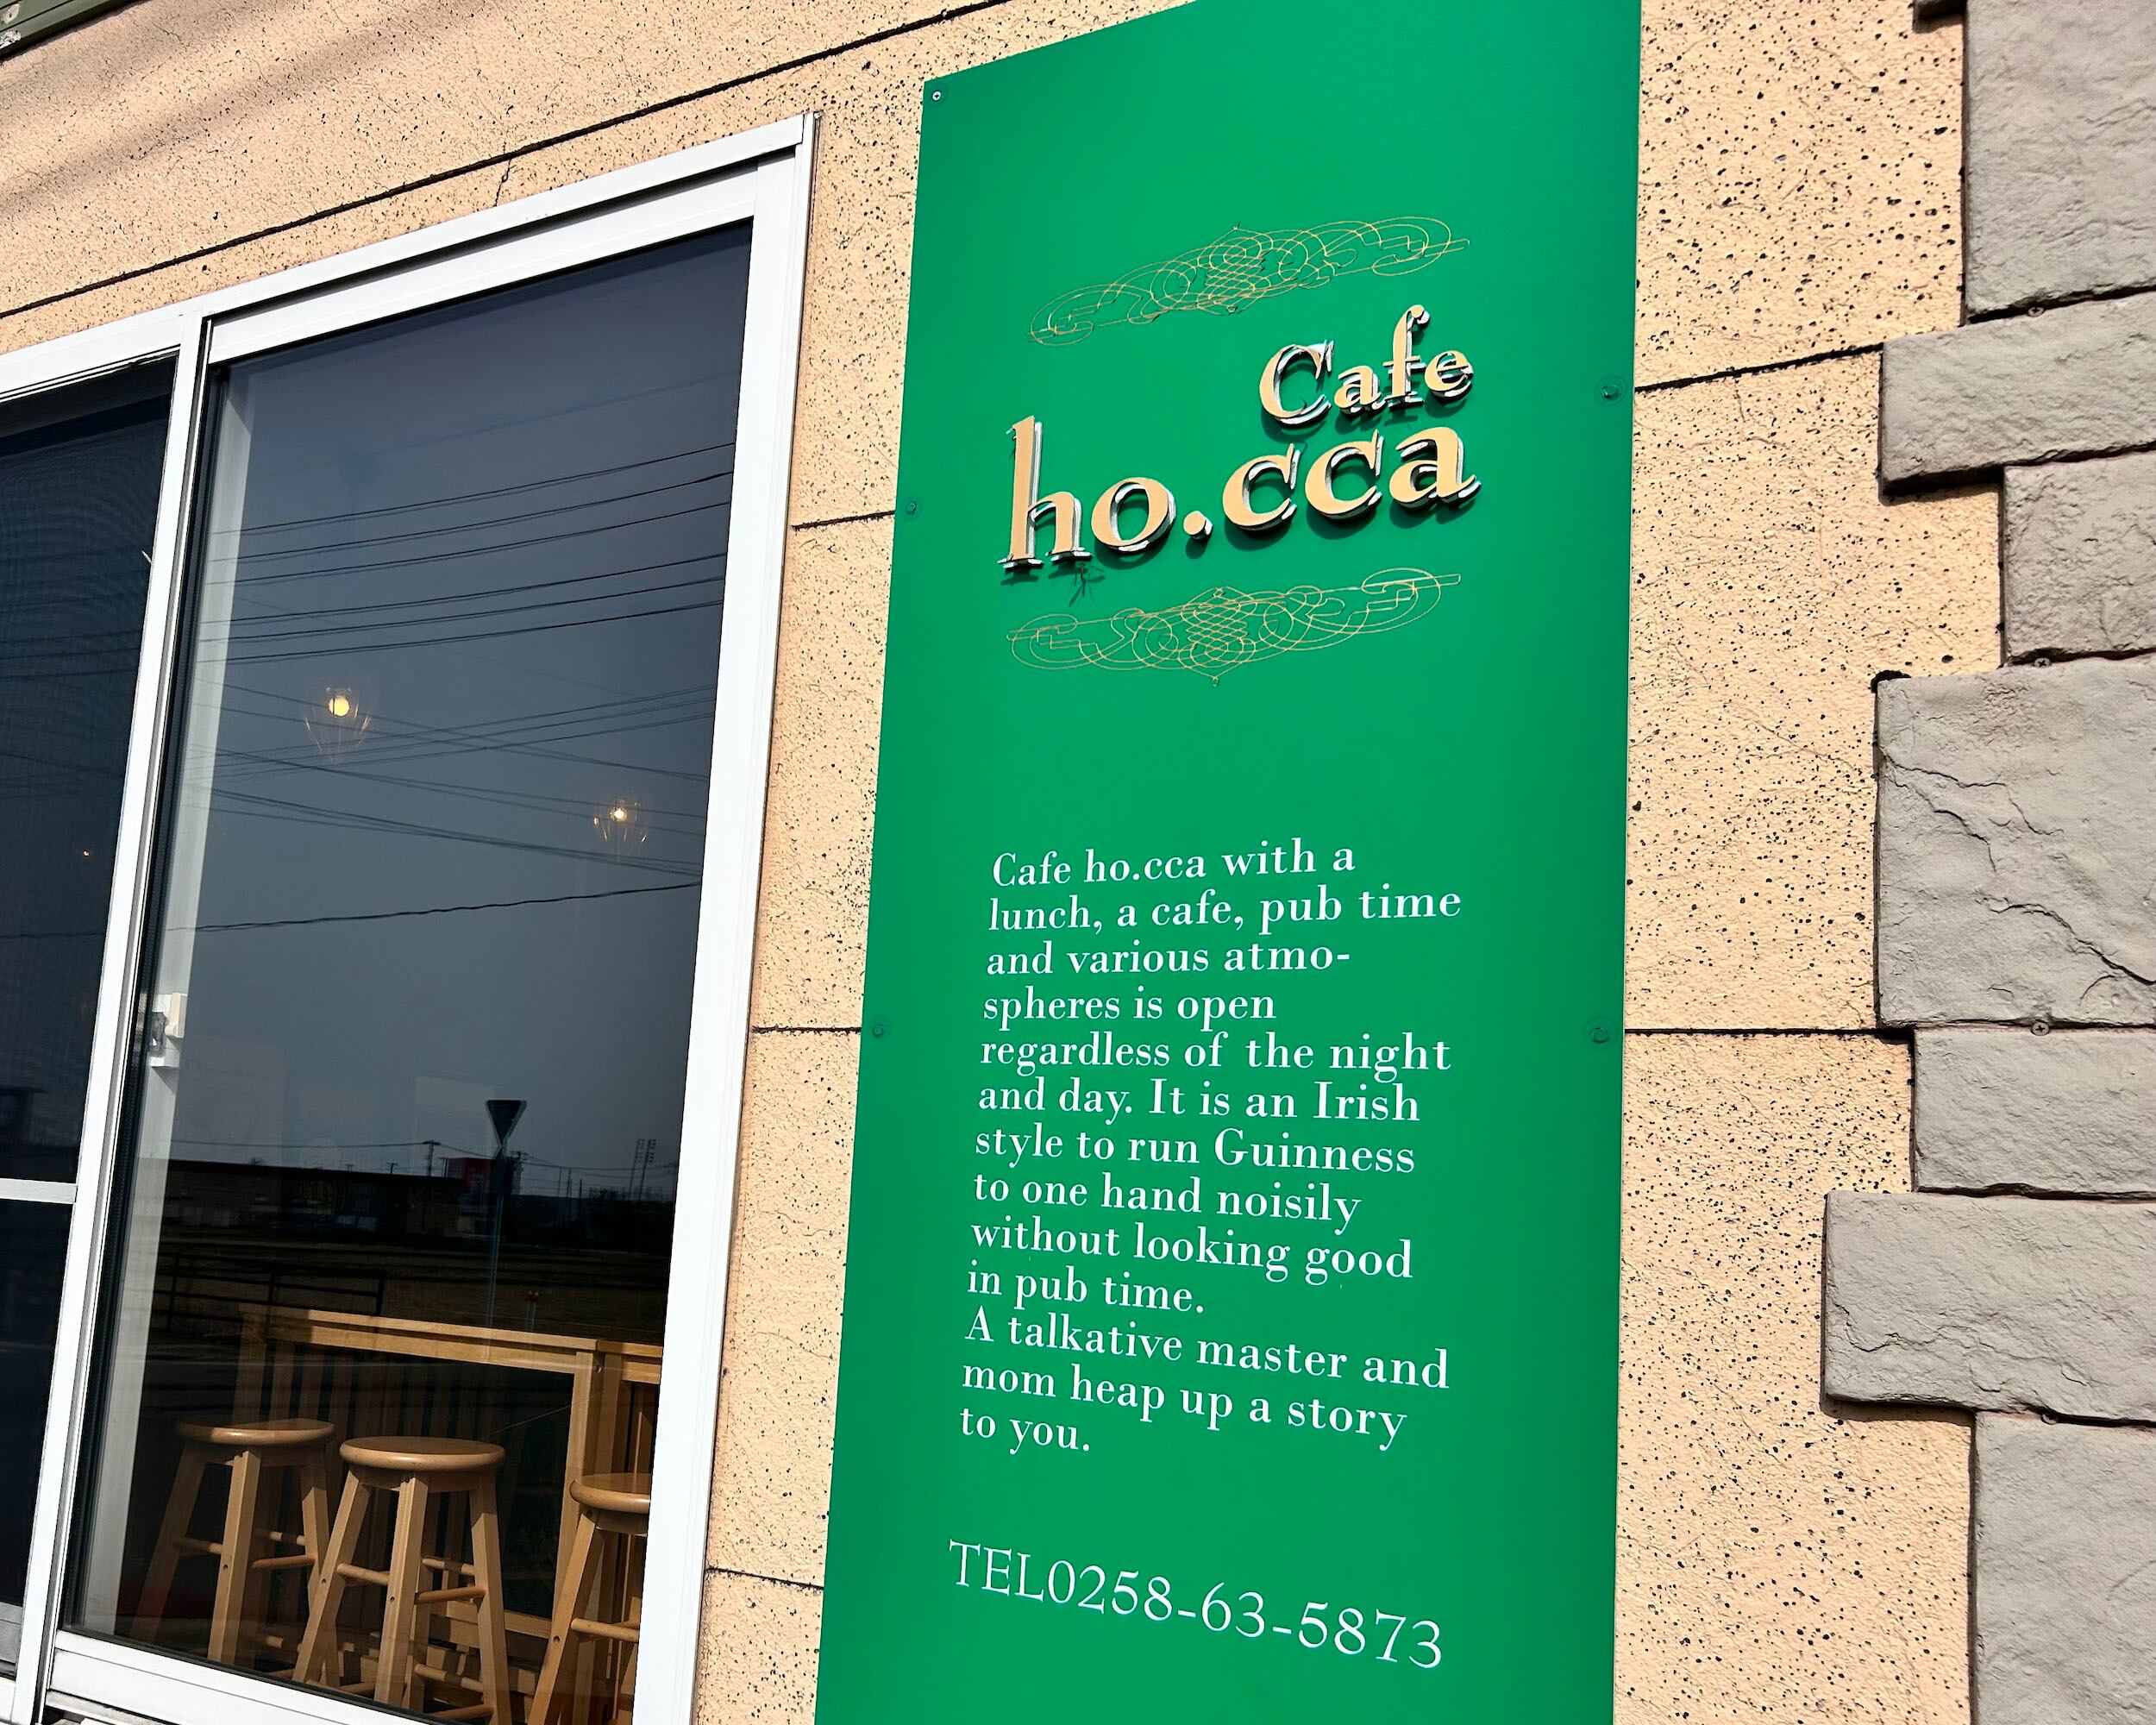 Cafe
ho.cca
Cafe ho.cca with a
lunch, a cafe, pub time
and various atmo-
spheres is open
regardless of the night
and day. It is an Irish
style to run Guinness
to one hand noisily
without looking good
in pub time.
A talkative master and
mom heap up a story
to you.
TEL0258-63-5873